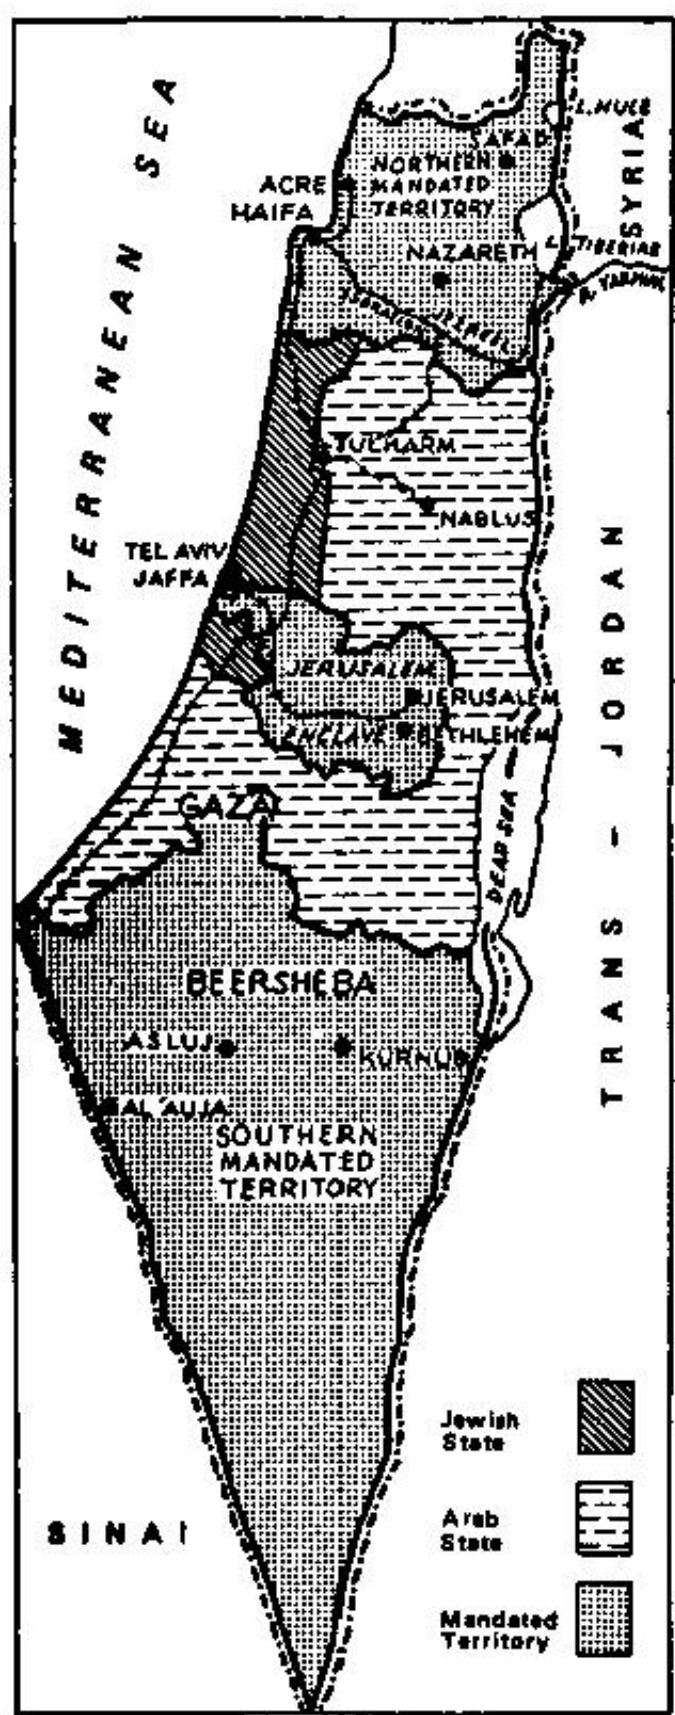 MEDITERRANEAN SEA
L. HULE
SAFAD
SYRIA
NORTHERN
MANDATED
TERRITORY
ACRE
HAIFA
L. TIBERIAS
NAZARETH
JEZREEL
TULKARM
NABLUS
TEL AVIV
JAFFA
TRANS – JORDAN
JERUSALEM
ENCLAVE
JERUSALEM
BETHLEHEM
GAZA
DEAD SEA
BEERSHEBA
ASLUJ
KURNUB
AL'AUJA
SOUTHERN
MANDATED
TERRITORY
SINAI
Jewish
State
Arab
State
Mandated
Territory